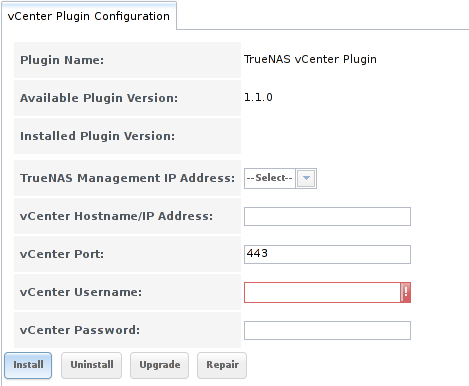 vCenter Plugin Configuration
Plugin Name: TrueNAS vCenter Plugin
Available Plugin Version: 1.1.0
Installed Plugin Version:
TrueNAS Management IP Address: --Select--
vCenter Hostname/IP Address:
vCenter Port: 443
vCenter Username: !
vCenter Password:
Install Uninstall Upgrade Repair